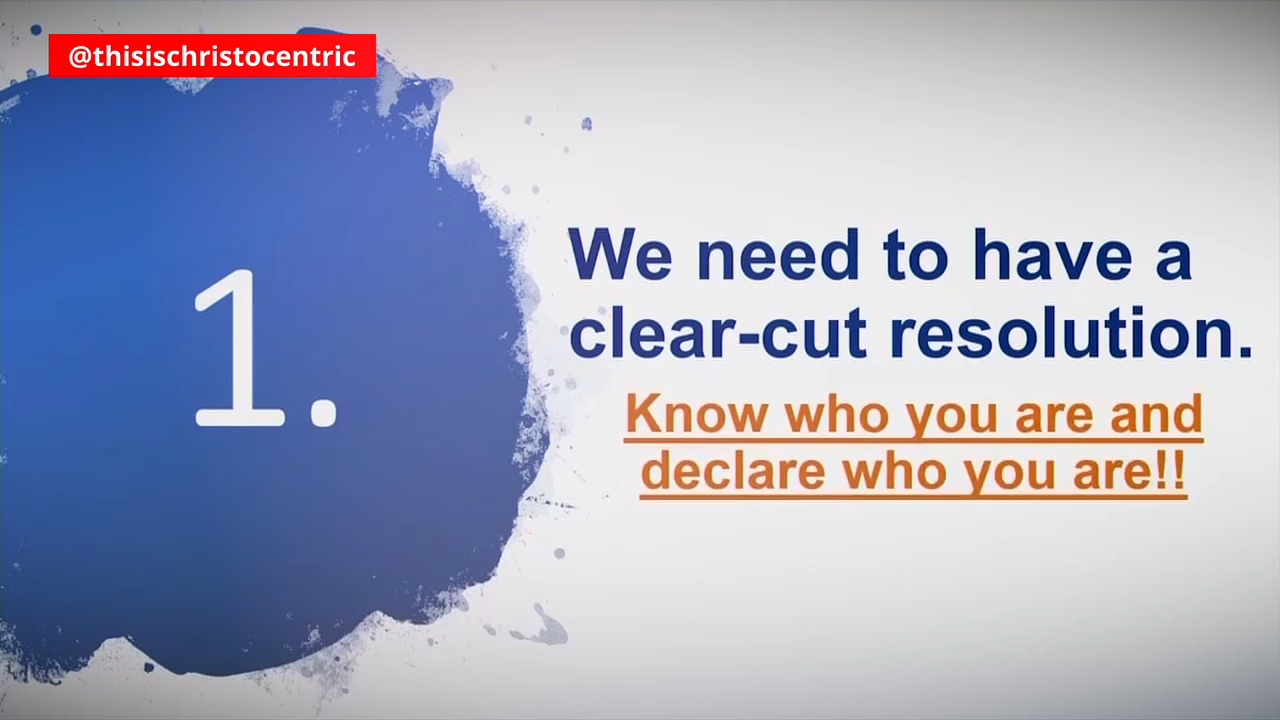 @thisischristocentric
1.
We need to have a
clear-cut resolution.
Know who you are and
declare who you are!!